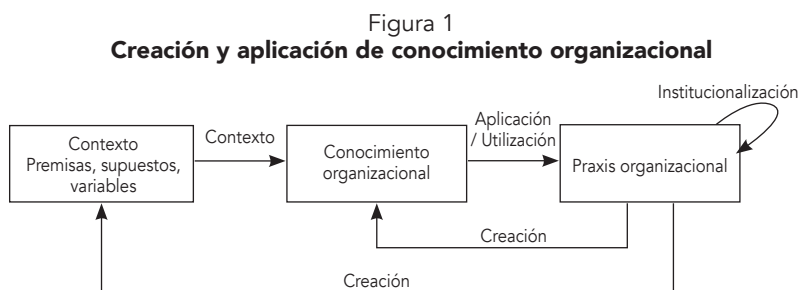 Figura 1
Creación y aplicación de conocimiento organizacional
Institucionalización
Contexto
Premisas, supuestos,
variables
Contexto
Conocimiento
organizacional
Aplicación
/ Utilización
Praxis organizacional
Creación
Creación